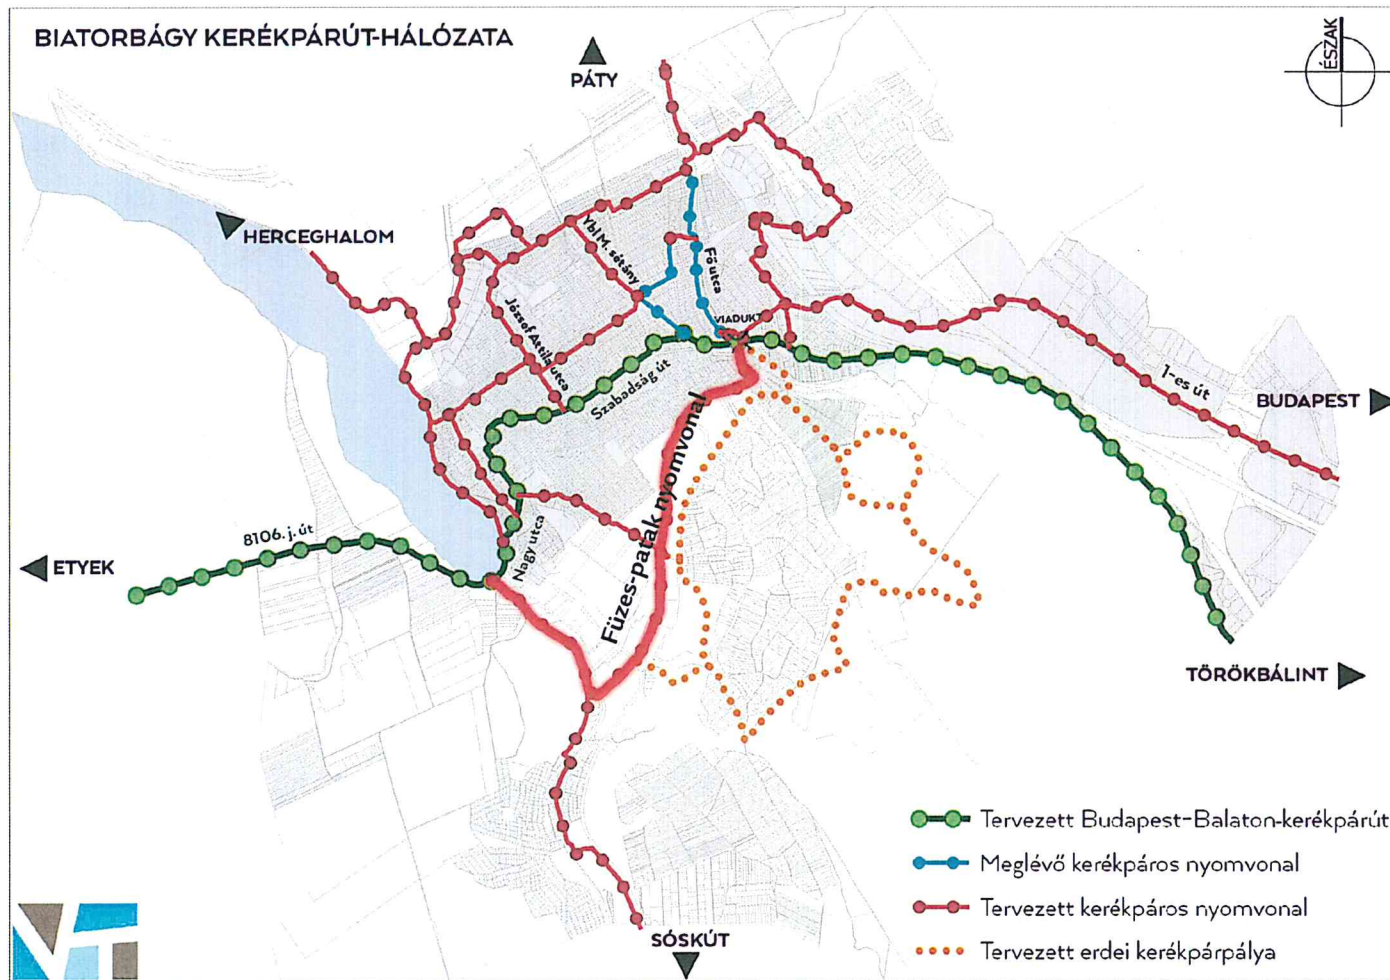 BIATORBÁGY KERÉKPÁRÚT-HÁLÓZATA
PÁTY
ÉSZAK
HERCEGHALOM
Ybl M. sétány
Fő utca
VIADUKT
József Attila utca
Szabadság út
1-es út
BUDAPEST
Füzes-patak nyomvonal
8106. j. út
Nagy utca
ETYEK
TÖRÖKBÁLINT
Tervezett Budapest-Balaton-kerékpárút
Meglévő kerékpáros nyomvonal
Tervezett kerékpáros nyomvonal
Tervezett erdei kerékpárpálya
SÓSKÚT
VT